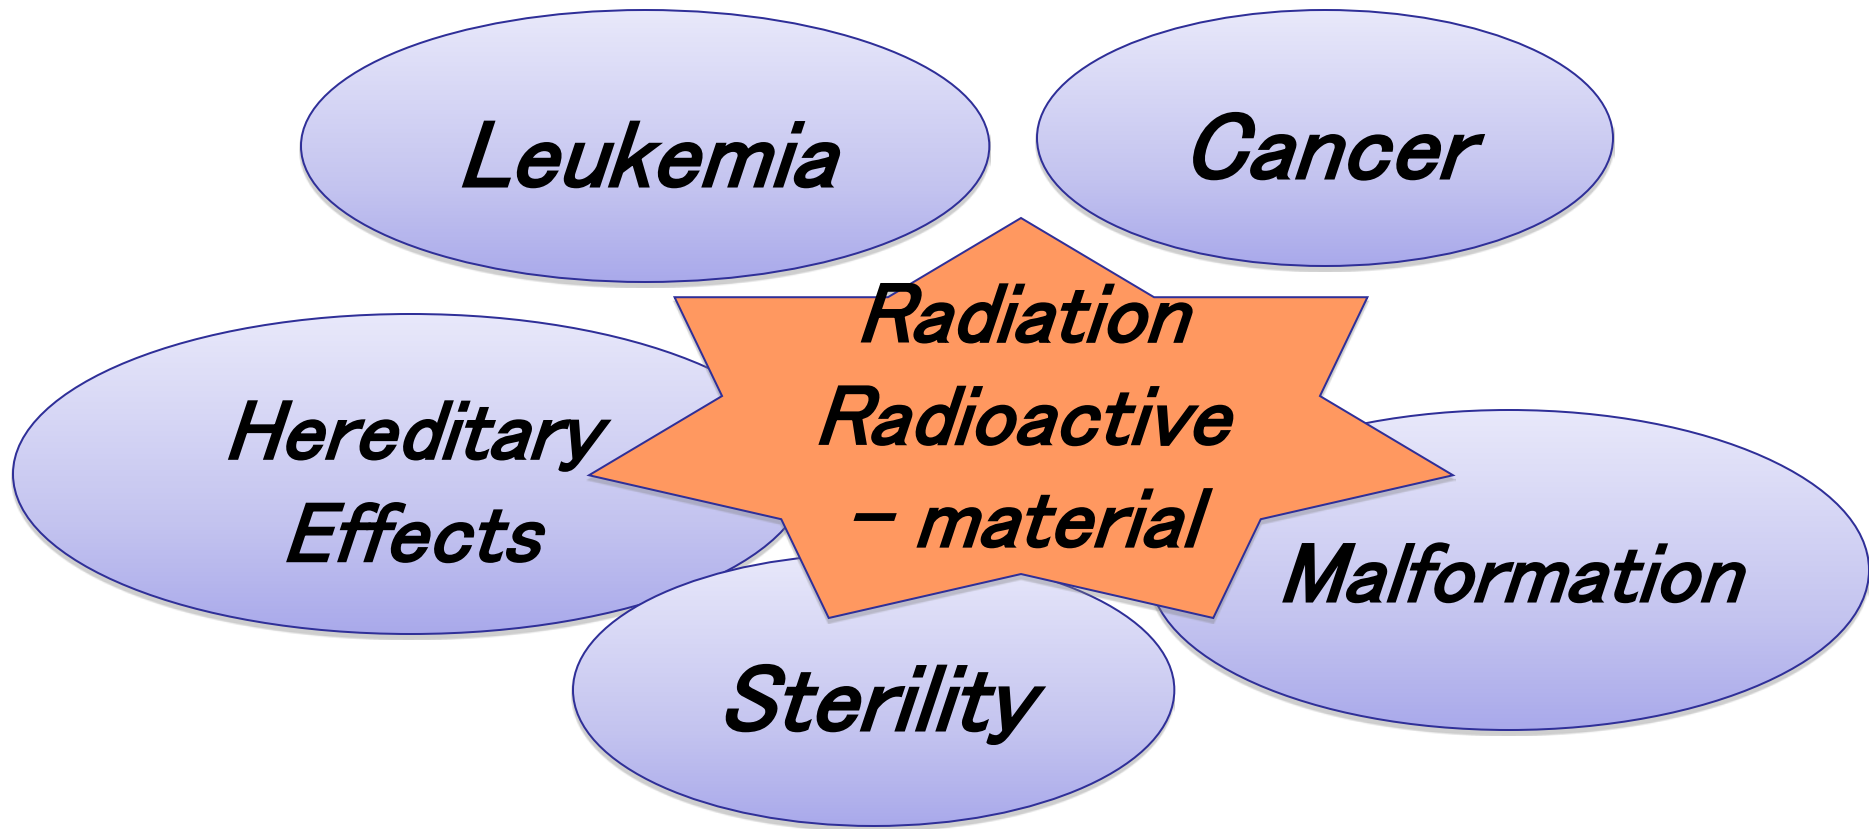 Leukemia
Cancer
Radiation
Radioactive
– material
Hereditary
Effects
Malformation
Sterility